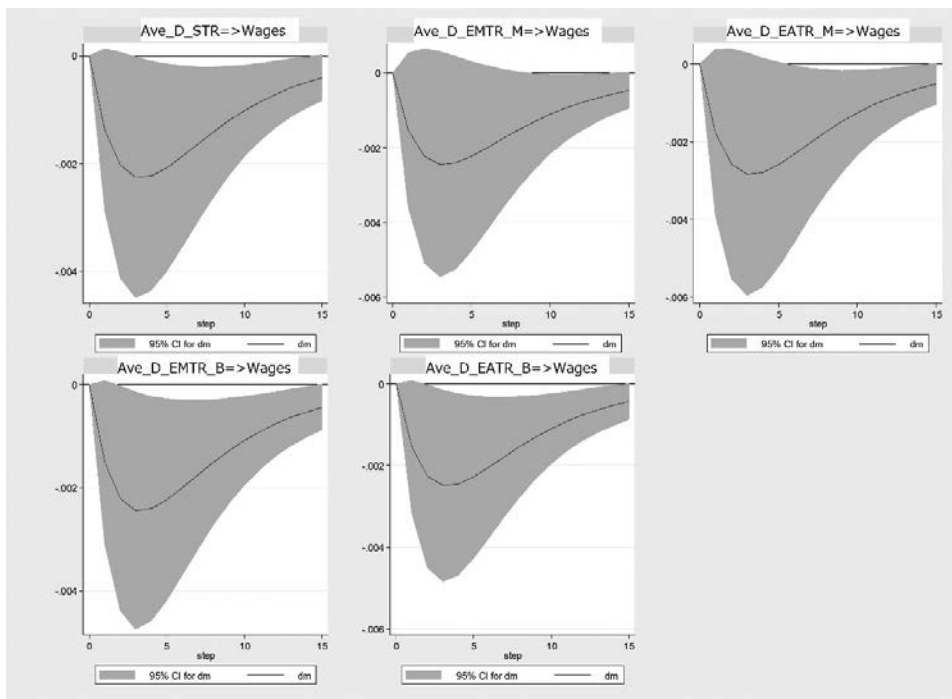 Ave_D_STR=>Wages
0
-.002
-.004
0 5 10 15
step
95% CI for dm dm
Ave_D_EMTR_M=>Wages
0
-.002
-.004
-.006
0 5 10 15
step
95% CI for dm dm
Ave_D_EATR_M=>Wages
0
-.002
-.004
-.006
0 5 10 15
step
95% CI for dm dm
Ave_D_EMTR_B=>Wages
0
-.002
-.004
0 5 10 15
step
95% CI for dm dm
Ave_D_EATR_B=>Wages
0
-.002
-.004
-.006
0 5 10 15
step
95% CI for dm dm